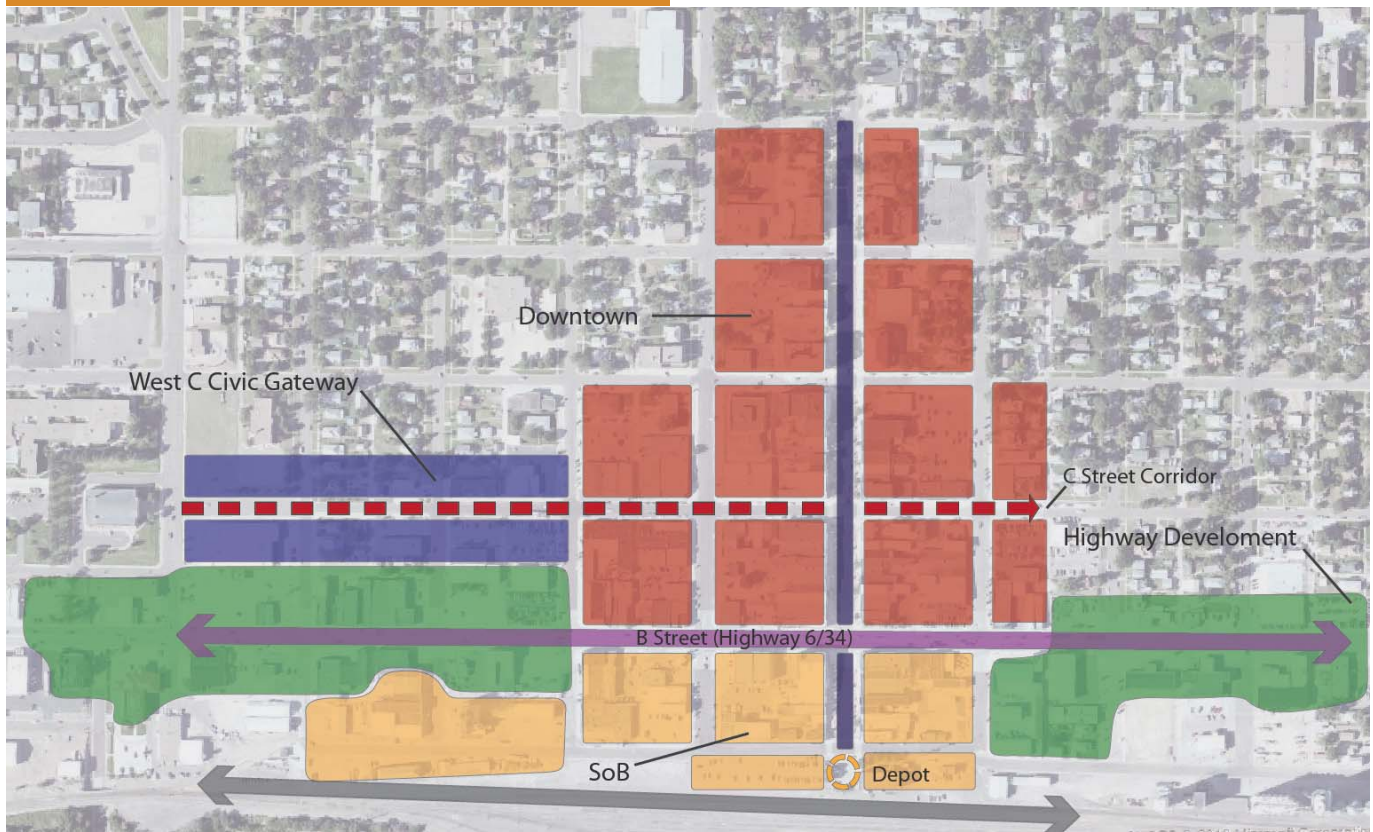 Downtown
West C Civic Gateway
C Street Corridor
Highway Develoment
B Street (Highway 6/34)
SoB
Depot